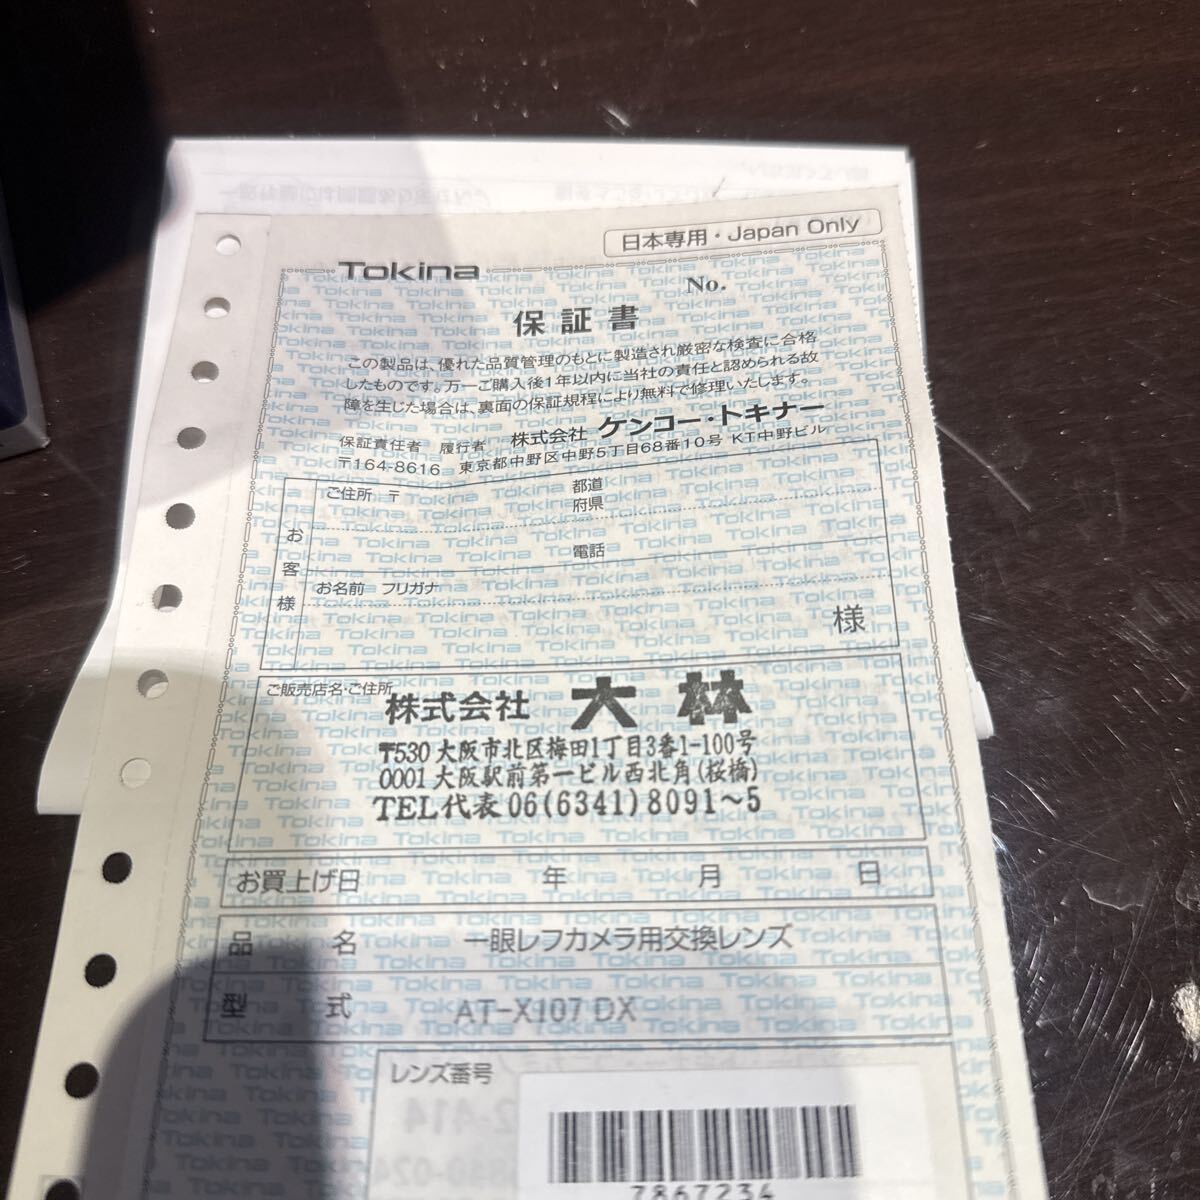 日本専用・Japan Only
Tokina
No.
保証書
この製品は、優れた品質管理のもとに製造され厳密な検査に合格
したものです。万一ご購入後1年以内に当社の責任と認められる故
障を生じた場合は、裏面の保証規程により無料で修理いたします。
保証責任者 履行者 株式会社 ケンコー・トキナー
〒164-8616 東京都中野区中野5丁目68番10号 KT中野ビル
お客様
ご住所 〒 都道
府県
電話
お名前 フリガナ
様
ご販売店名・ご住所
株式会社 大林
〒530 大阪市北区梅田1丁目3番1-100号
0001 大阪駅前第一ビル西北角(桜橋)
TEL代表 06(6341)8091〜5
お買上げ日 年 月 日
品名 一眼レフカメラ用交換レンズ
型式 AT-X107 DX
レンズ番号
7867234